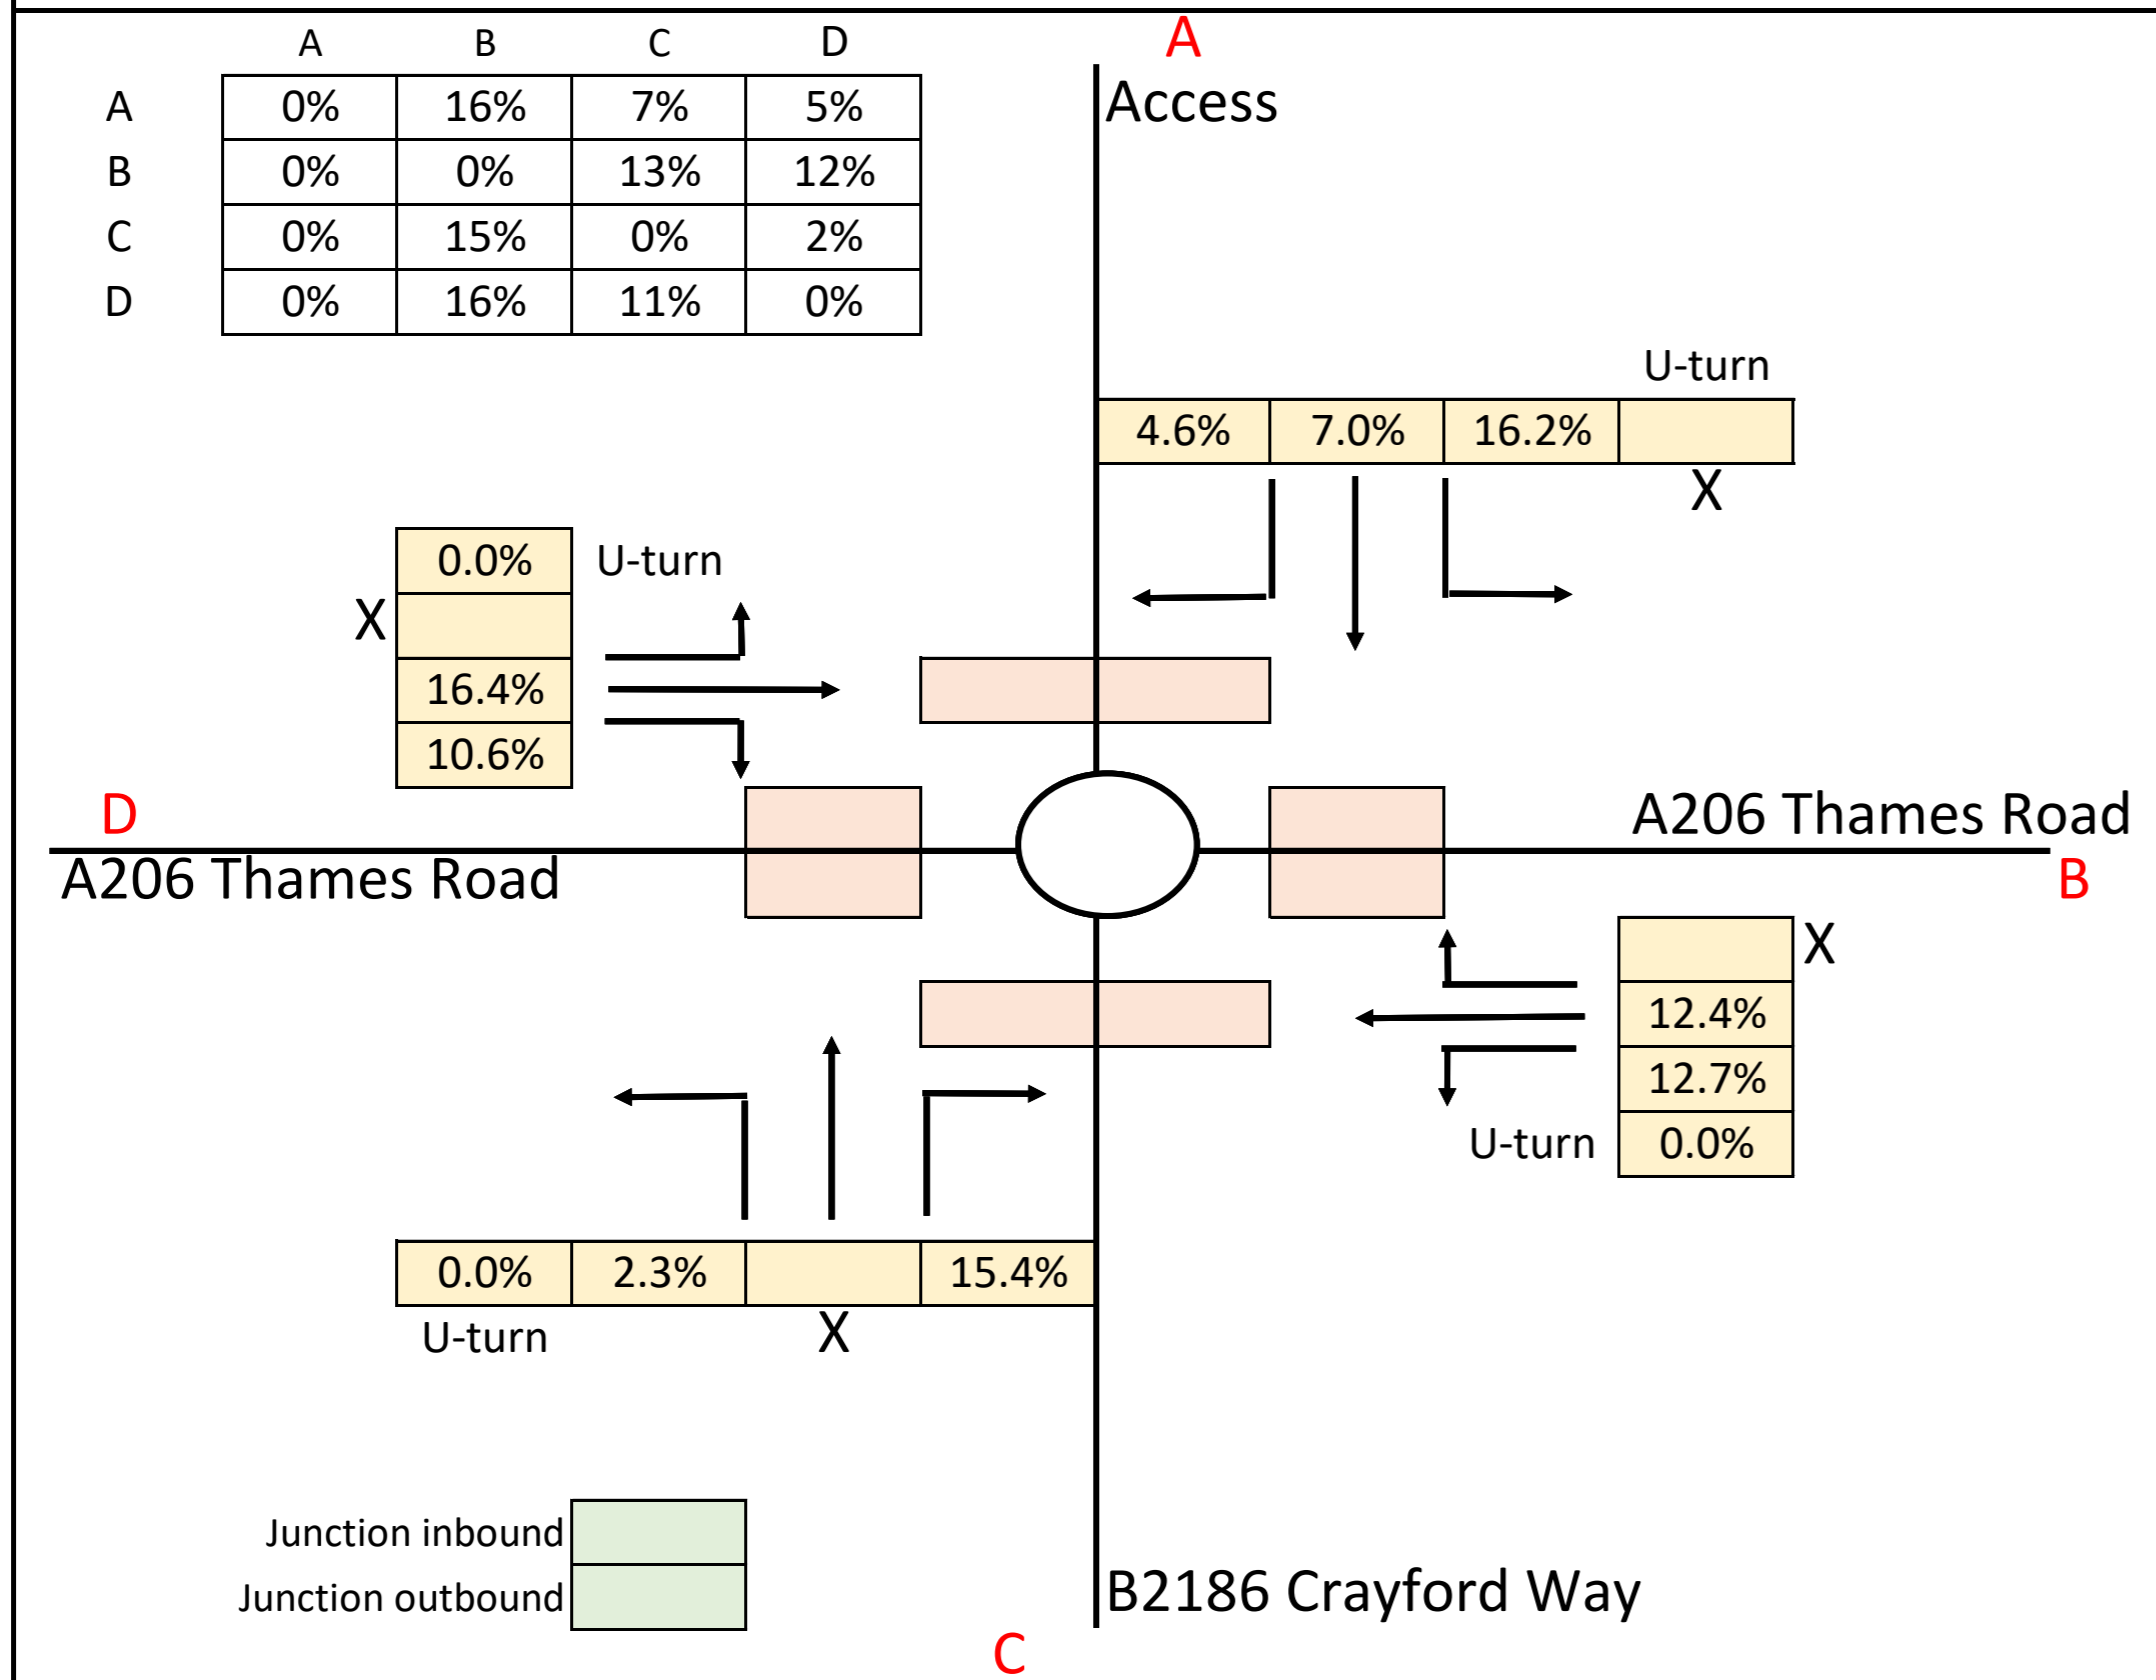 A B C D
A
A 0% 16% 7% 5%
Access
B 0% 0% 13% 12%
C 0% 15% 0% 2%
D 0% 16% 11% 0%
U-turn
4.6% 7.0% 16.2%
X
0.0% U-turn
X
16.4%
10.6%
D
A206 Thames Road
A206 Thames Road
B
X
12.4%
12.7%
U-turn 0.0%
0.0% 2.3% 15.4%
U-turn X
Junction inbound
Junction outbound
B2186 Crayford Way
C